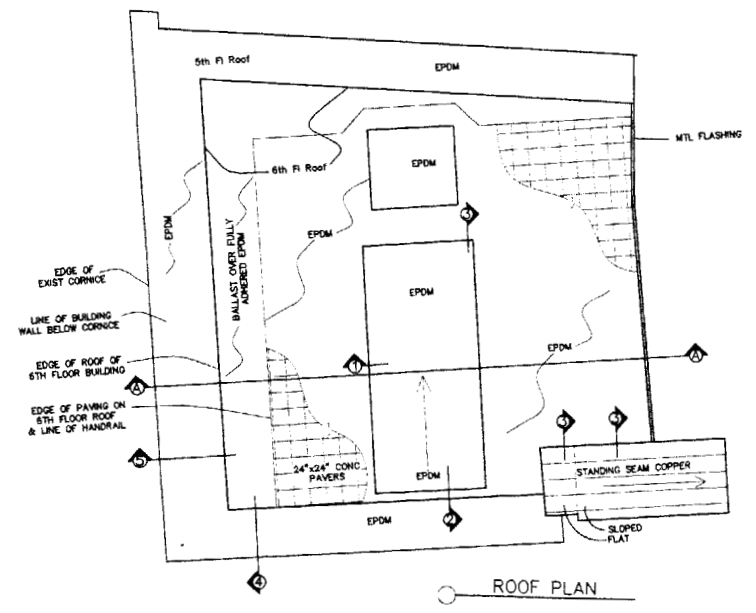 5th Fl Roof
EPDM
MTL FLASHING
6th Fl Roof
EPDM
3
EPDM
EPDM
BALLAST OVER FULLY
ADHERED EPDM
EDGE OF
EXIST CORNICE
EPDM
LINE OF BUILDING
WALL BELOW CORNICE
EDGE OF ROOF OF
6TH FLOOR BUILDING
1
EPDM
A
A
EDGE OF PAVING ON
6TH FLOOR ROOF
& LINE OF HANDRAIL
3
3
5
24"x24" CONC
PAVERS
EPDM
STANDING SEAM COPPER
EPDM
2
SLOPED
FLAT
4
ROOF PLAN